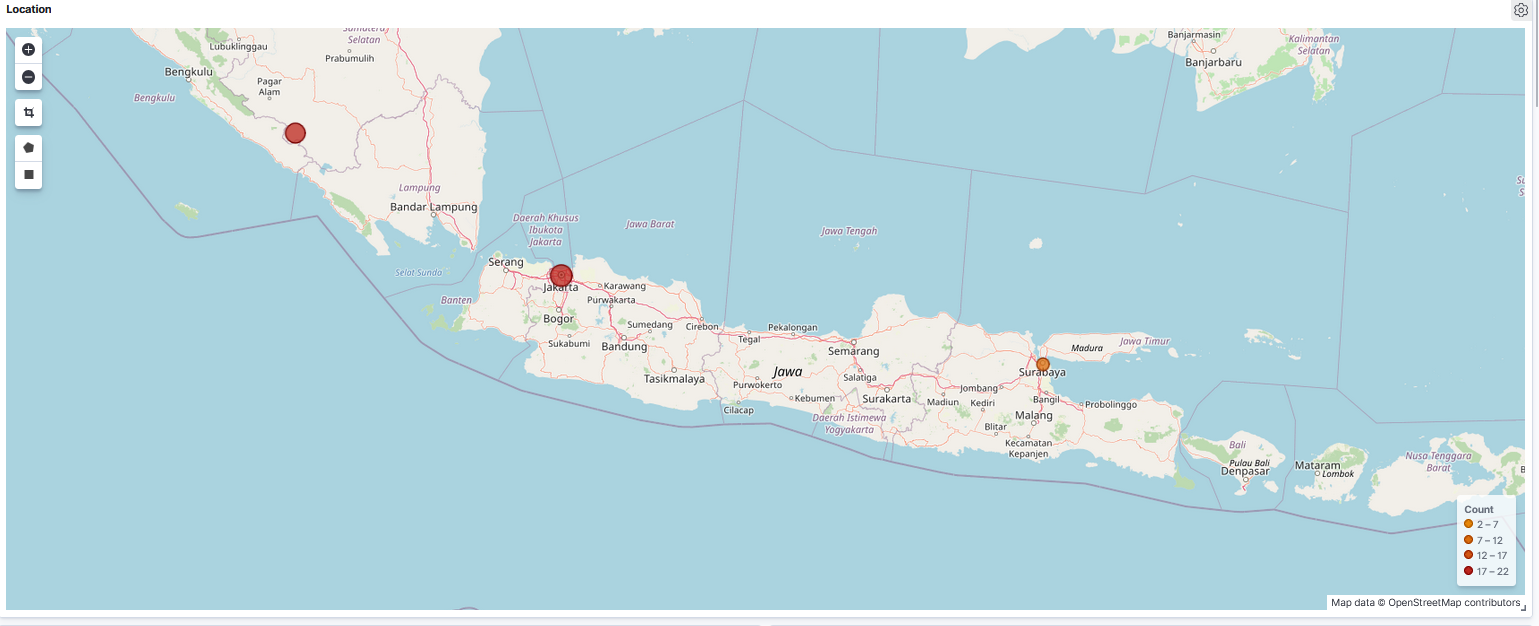 Location
Sumatera
Selatan
Lubuklinggau
Prabumulih
Bengkulu
Pagar
Alam
Bengkulu
Banjarmasin
Kalimantan
Selatan
Banjarbaru
Lampung
Bandar Lampung
Daerah Khusus
Ibukota
Jakarta
Jawa Barat
Jawa Tengah
Serang
Selat Sunda
Jakarta
Karawang
Banten
Purwakarta
Bogor
Sumedang
Cirebon
Pekalongan
Sukabumi
Bandung
Tegal
Semarang
Madura
Jawa Timur
Jawa
Surabaya
Tasikmalaya
Purwokerto
Salatiga
Jombang
Kebumen
Surakarta
Madiun
Kediri
Bangil
Probolinggo
Cilacap
Daerah Istimewa
Yogyakarta
Malang
Blitar
Kecamatan
Kepanjen
Bali
Pulau Bali
Denpasar
Mataram
Lombok
Nusa Tenggara
Barat
Count
2 – 7
7 – 12
12 – 17
17 – 22
Map data © OpenStreetMap contributors